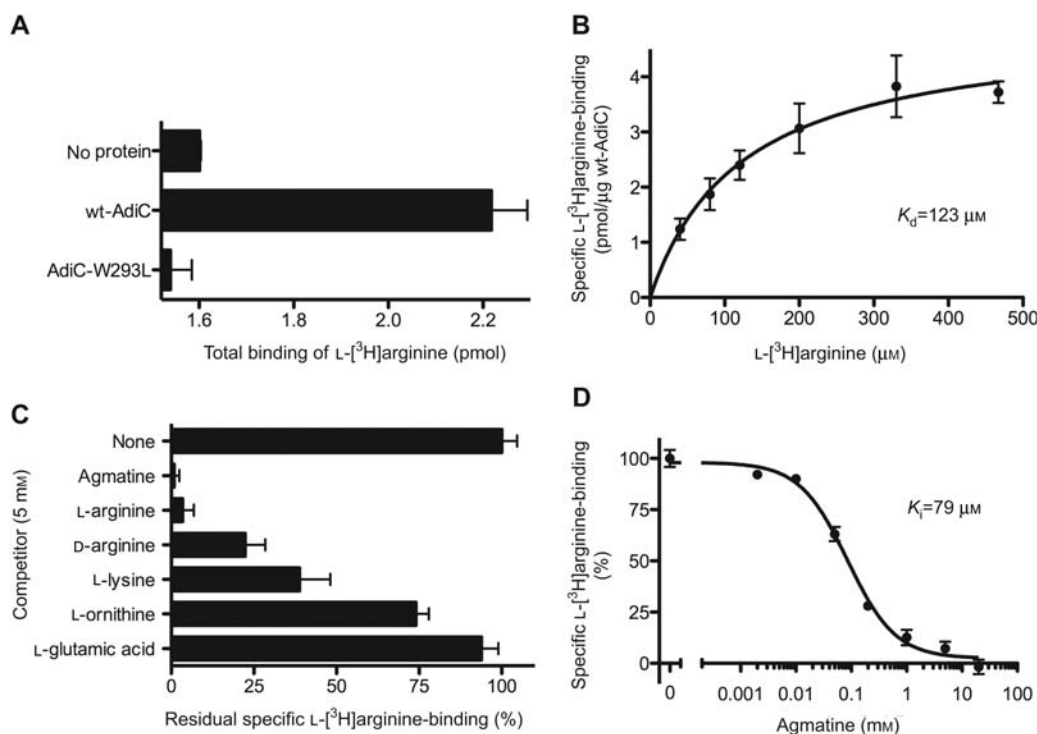 A
No protein
wt-AdiC
AdiC-W293L
1.6
1.8
2.0
2.2
Total binding of L-[³H]arginine (pmol)
B
Specific L-[³H]arginine-binding
(pmol/μg wt-AdiC)
4
3
2
1
0
Kd=123 μM
0
100
200
300
400
500
L-[³H]arginine (μM)
C
Competitor (5 mM)
None
Agmatine
L-arginine
D-arginine
L-lysine
L-ornithine
L-glutamic acid
0
25
50
75
100
Residual specific L-[³H]arginine-binding (%)
D
Specific L-[³H]arginine-binding
(%)
100
75
50
25
0
Ki=79 μM
0
0.001
0.01
0.1
1
10
100
Agmatine (mM)